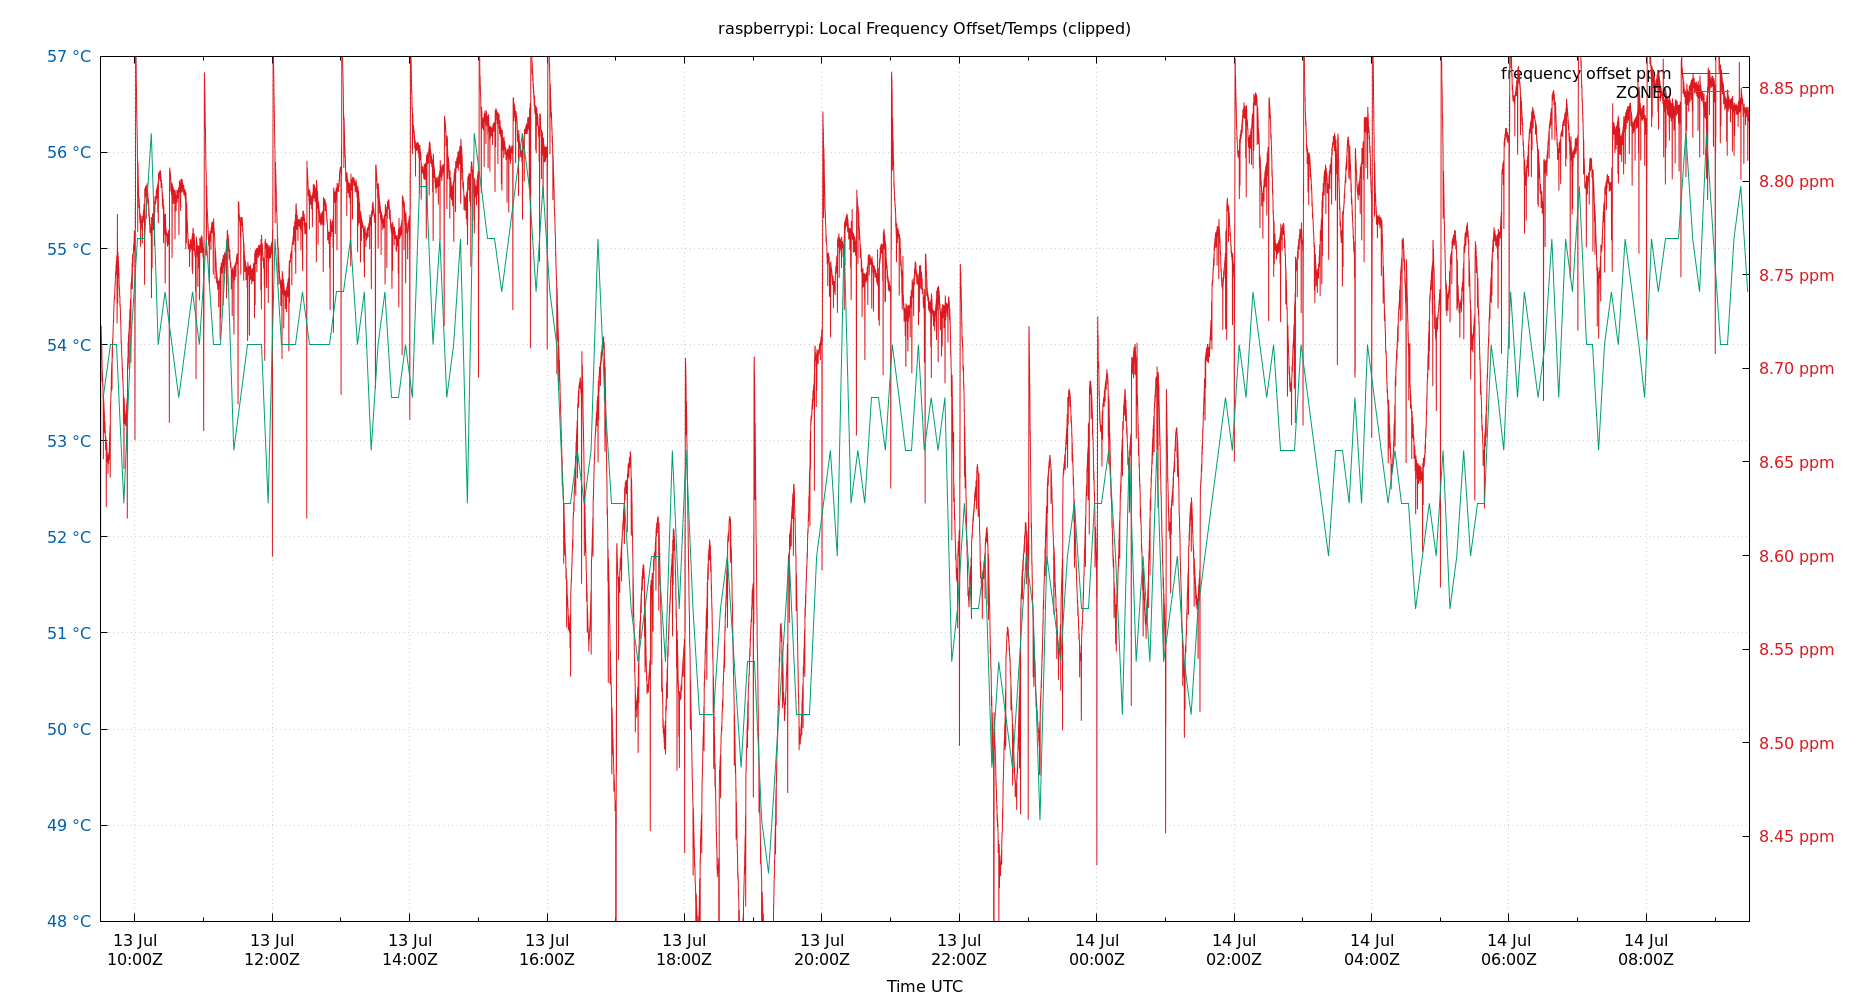 raspberrypi: Local Frequency Offset/Temps (clipped)
57 °C
56 °C
55 °C
54 °C
53 °C
52 °C
51 °C
50 °C
49 °C
48 °C
frequency offset ppm
ZONE0
8.85 ppm
8.80 ppm
8.75 ppm
8.70 ppm
8.65 ppm
8.60 ppm
8.55 ppm
8.50 ppm
8.45 ppm
13 Jul 13 Jul 13 Jul 13 Jul 13 Jul 13 Jul 13 Jul 14 Jul 14 Jul 14 Jul 14 Jul 14 Jul
10:00Z 12:00Z 14:00Z 16:00Z 18:00Z 20:00Z 22:00Z 00:00Z 02:00Z 04:00Z 06:00Z 08:00Z
Time UTC